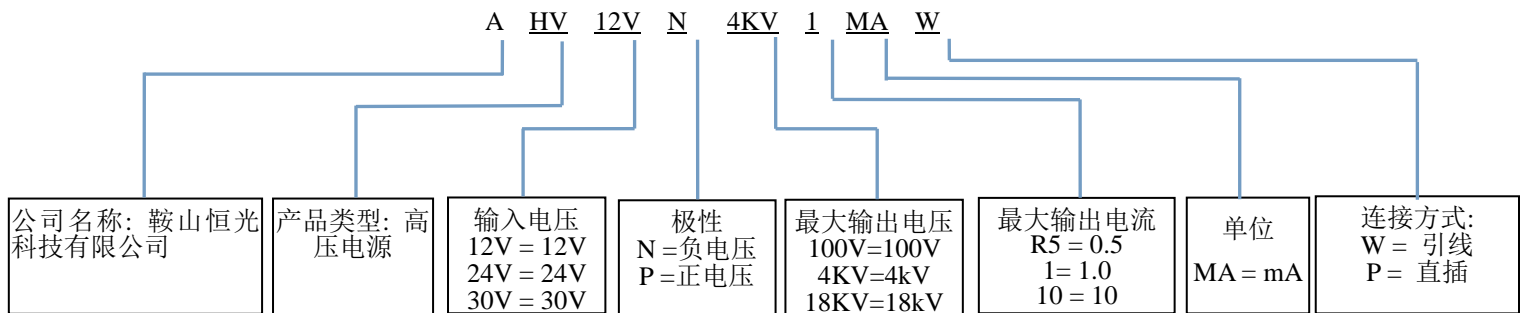 A HV 12V N 4KV 1 MA W
公司名称: 鞍山恒光
科技有限公司
产品类型: 高
压电源
输入电压
12V = 12V
24V = 24V
30V = 30V
极性
N =负电压
P =正电压
最大输出电压
100V=100V
4KV=4kV
18KV=18kV
最大输出电流
R5 = 0.5
1= 1.0
10 = 10
单位
MA = mA
连接方式:
W = 引线
P = 直插